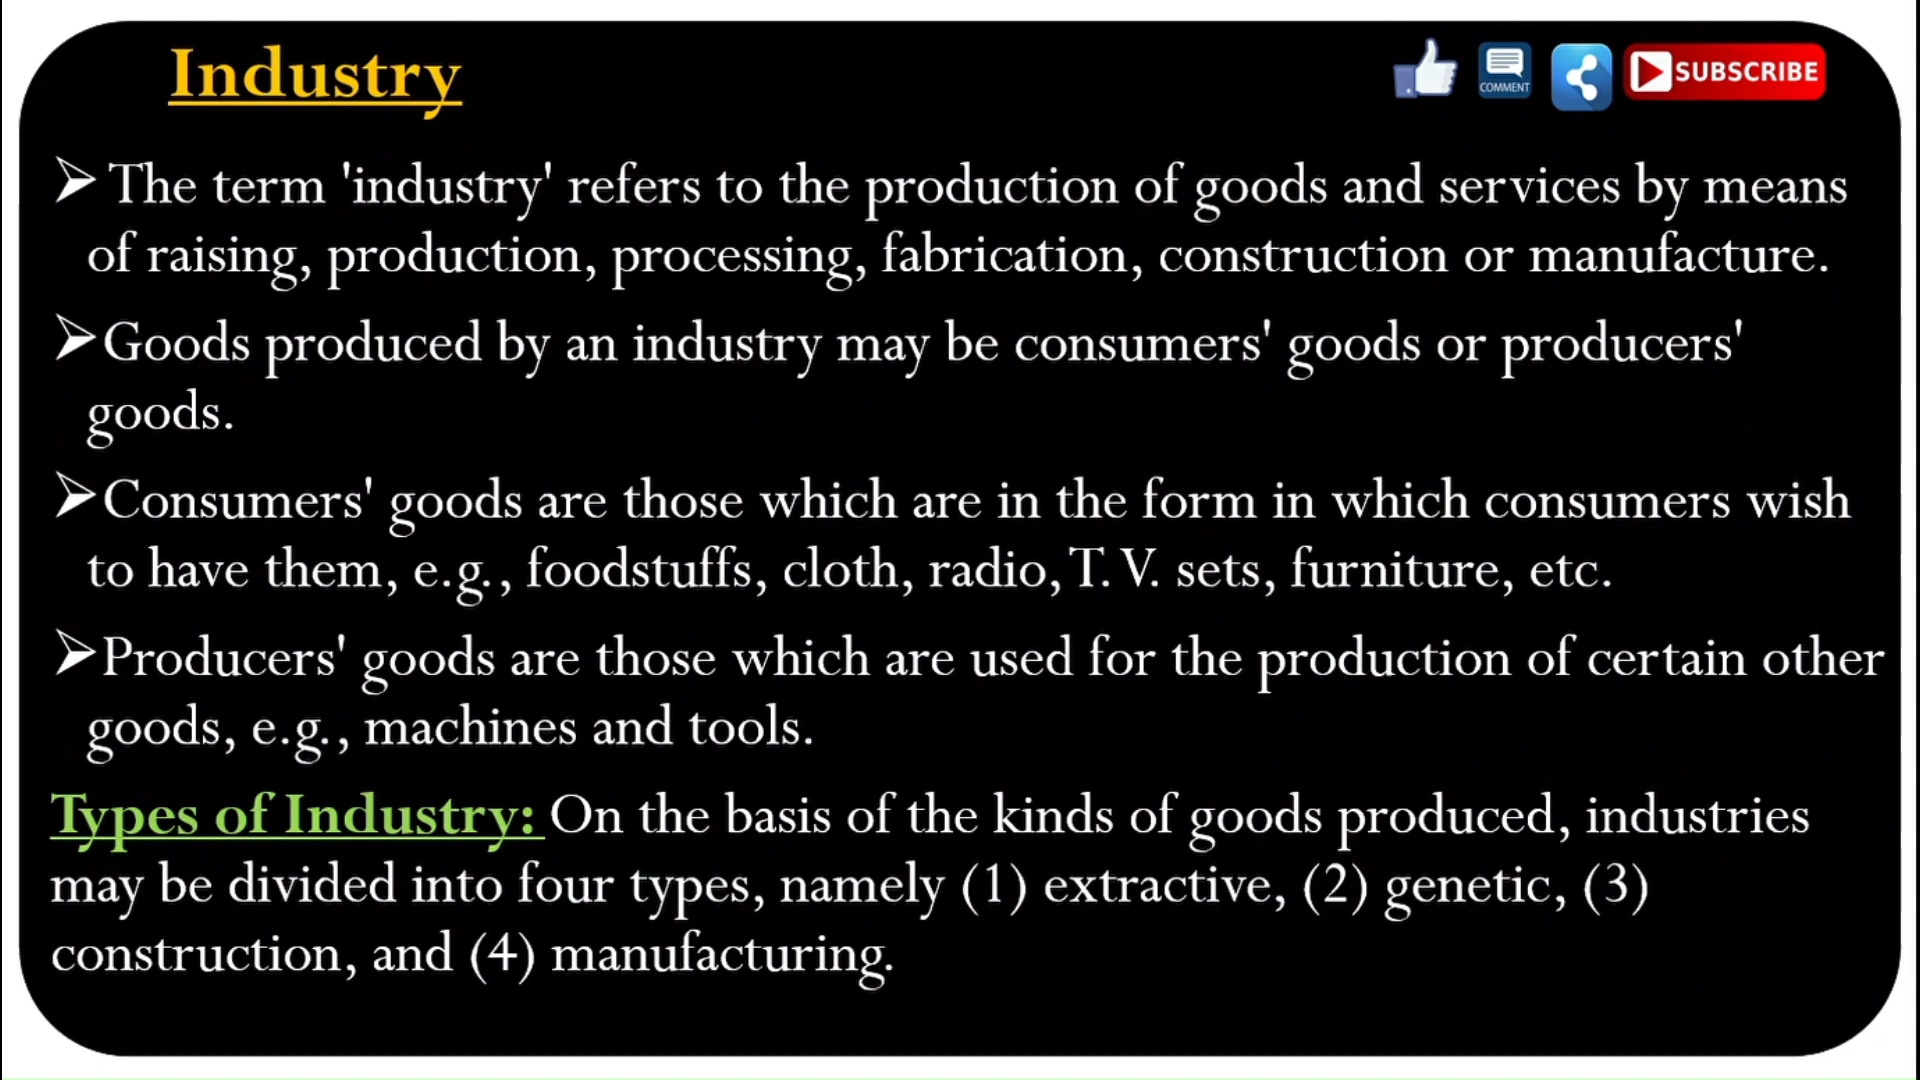 Industry
COMMENT
SUBSCRIBE
The term 'industry' refers to the production of goods and services by means
of raising, production, processing, fabrication, construction or manufacture.
Goods produced by an industry may be consumers' goods or producers'
goods.
Consumers' goods are those which are in the form in which consumers wish
to have them, e.g., foodstuffs, cloth, radio, T. V. sets, furniture, etc.
Producers' goods are those which are used for the production of certain other
goods, e.g., machines and tools.
Types of Industry: On the basis of the kinds of goods produced, industries
may be divided into four types, namely (1) extractive, (2) genetic, (3)
construction, and (4) manufacturing.